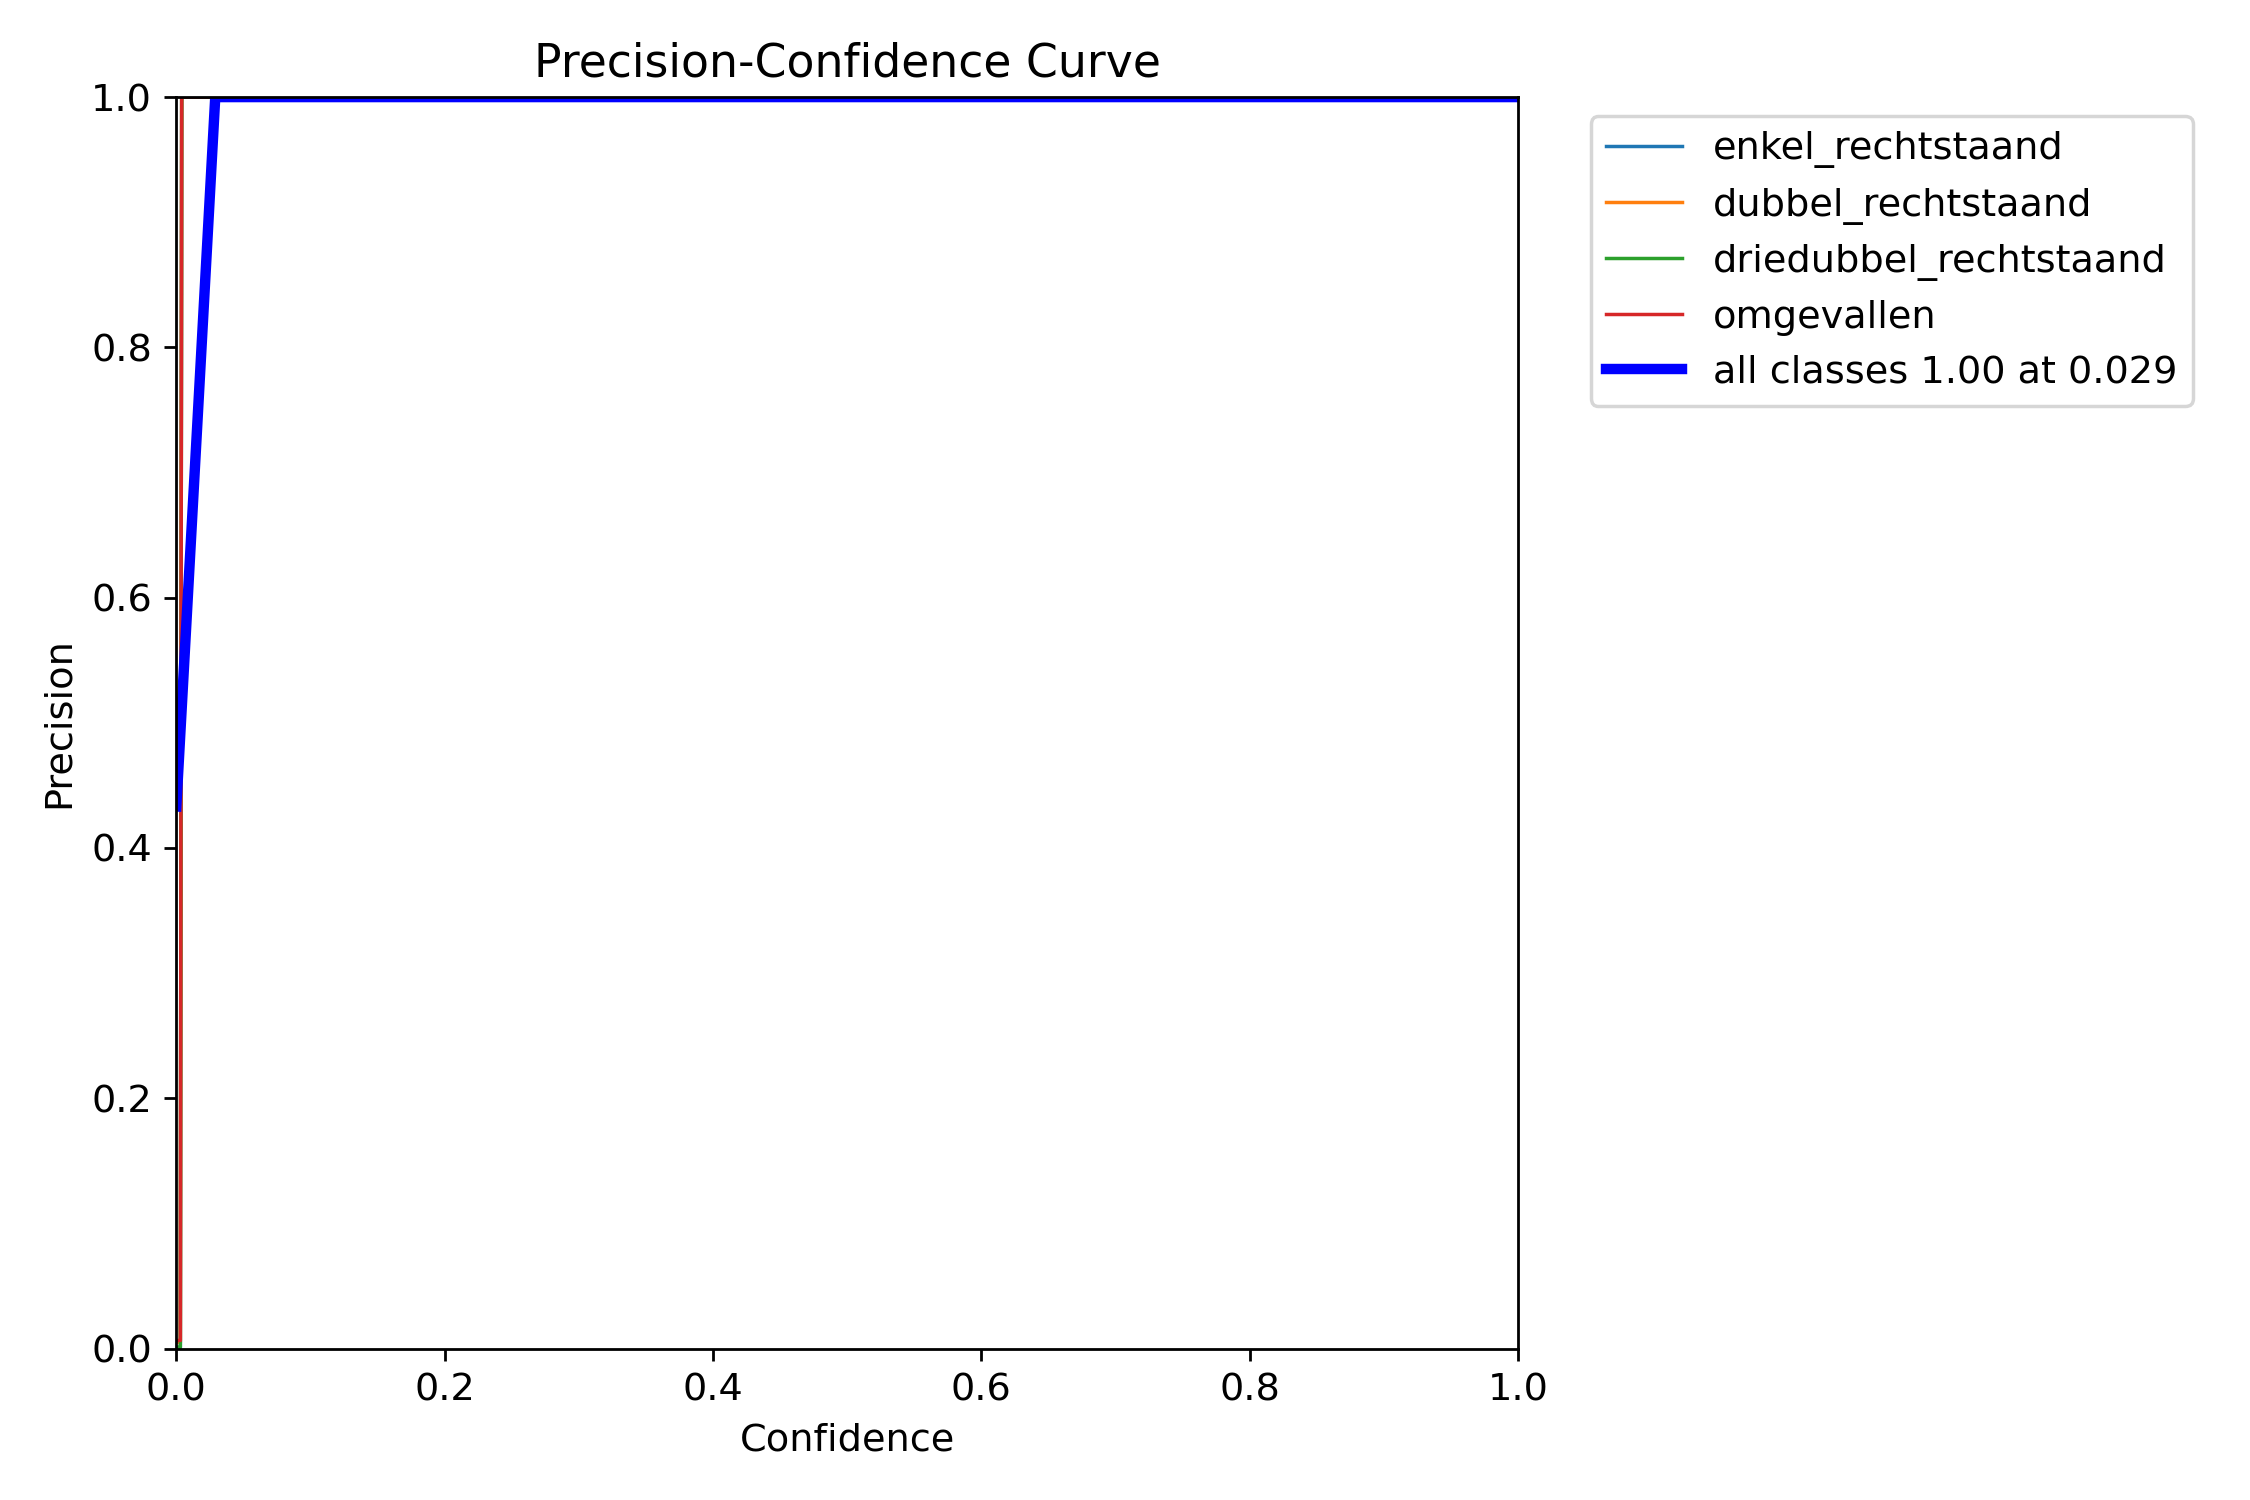 Precision-Confidence Curve
1.0
0.8
0.6
0.4
0.2
0.0
Precision
0.0 0.2 0.4 0.6 0.8 1.0
Confidence
enkel_rechtstaand
dubbel_rechtstaand
driedubbel_rechtstaand
omgevallen
all classes 1.00 at 0.029